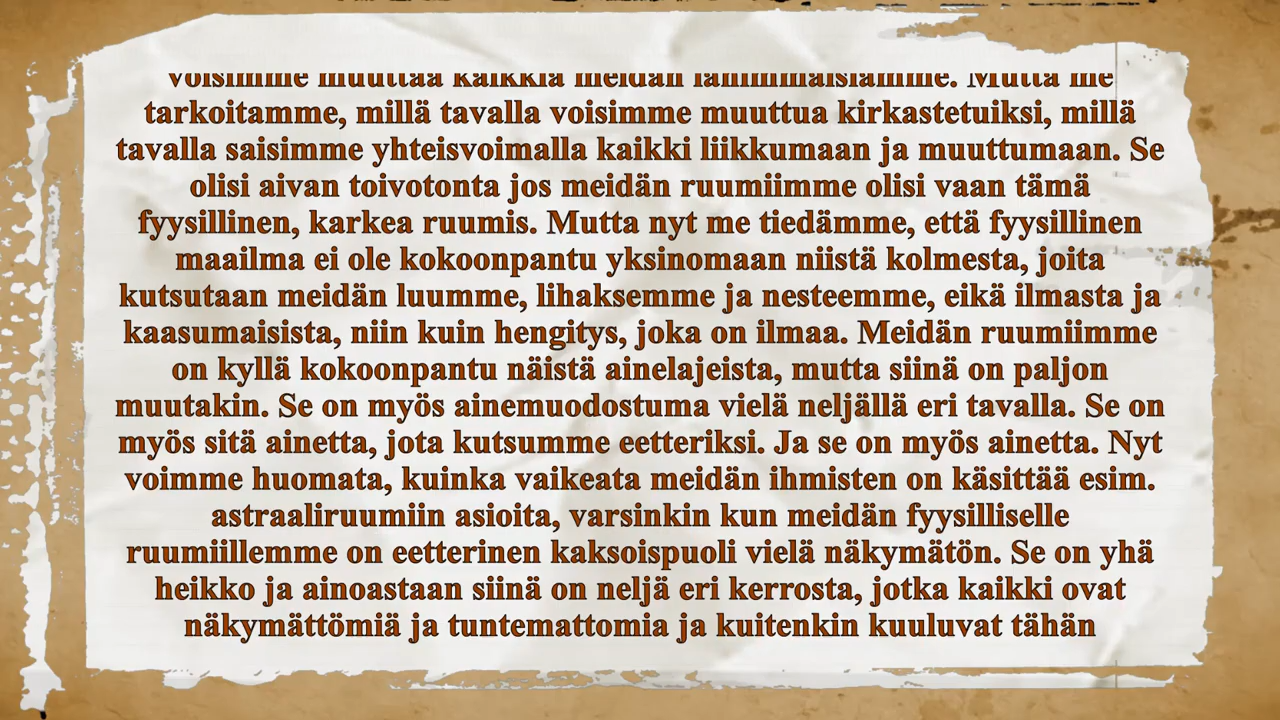 voisimme muuttaa kaikkia meidän lähimmäisiämme. Mutta me
tarkoitamme, millä tavalla voisimme muuttua kirkastetuiksi, millä
tavalla saisimme yhteisvoimalla kaikki liikkumaan ja muuttumaan. Se
olisi aivan toivotonta jos meidän ruumiimme olisi vaan tämä
fyysillinen, karkea ruumis. Mutta nyt me tiedämme, että fyysillinen
maailma ei ole kokoonpantu yksinomaan niistä kolmesta, joita
kutsutaan meidän luumme, lihaksemme ja nesteemme, eikä ilmasta ja
kaasumaisista, niin kuin hengitys, joka on ilmaa. Meidän ruumiimme
on kyllä kokoonpantu näistä ainelajeista, mutta siinä on paljon
muutakin. Se on myös ainemuodostuma vielä neljällä eri tavalla. Se on
myös sitä ainetta, jota kutsumme eetteriksi. Ja se on myös ainetta. Nyt
voimme huomata, kuinka vaikeata meidän ihmisten on käsittää esim.
astraaliruumiin asioita, varsinkin kun meidän fyysilliselle
ruumiillemme on eetterinen kaksoispuoli vielä näkymätön. Se on yhä
heikko ja ainoastaan siinä on neljä eri kerrosta, jotka kaikki ovat
näkymättömiä ja tuntemattomia ja kuitenkin kuuluvat tähän